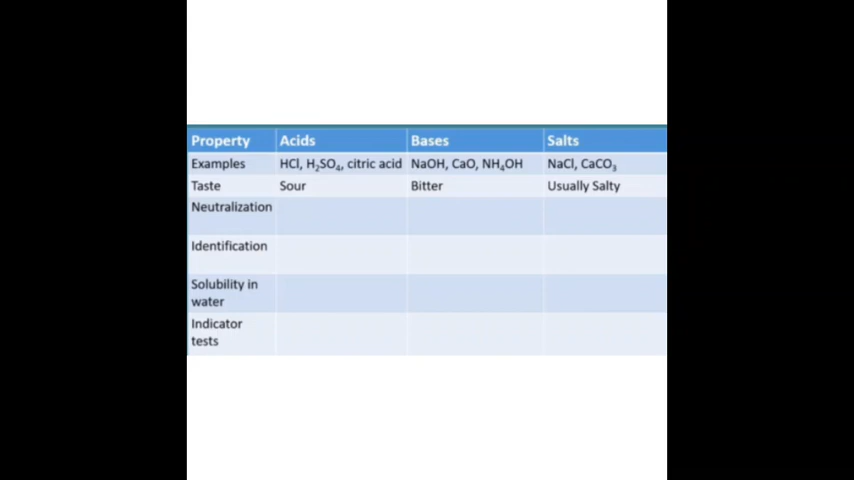 Property Acids Bases Salts
Examples HCl, H₂SO₄, citric acid NaOH, CaO, NH₄OH NaCl, CaCO₃
Taste Sour Bitter Usually Salty
Neutralization
Identification
Solubility in
water
Indicator
tests